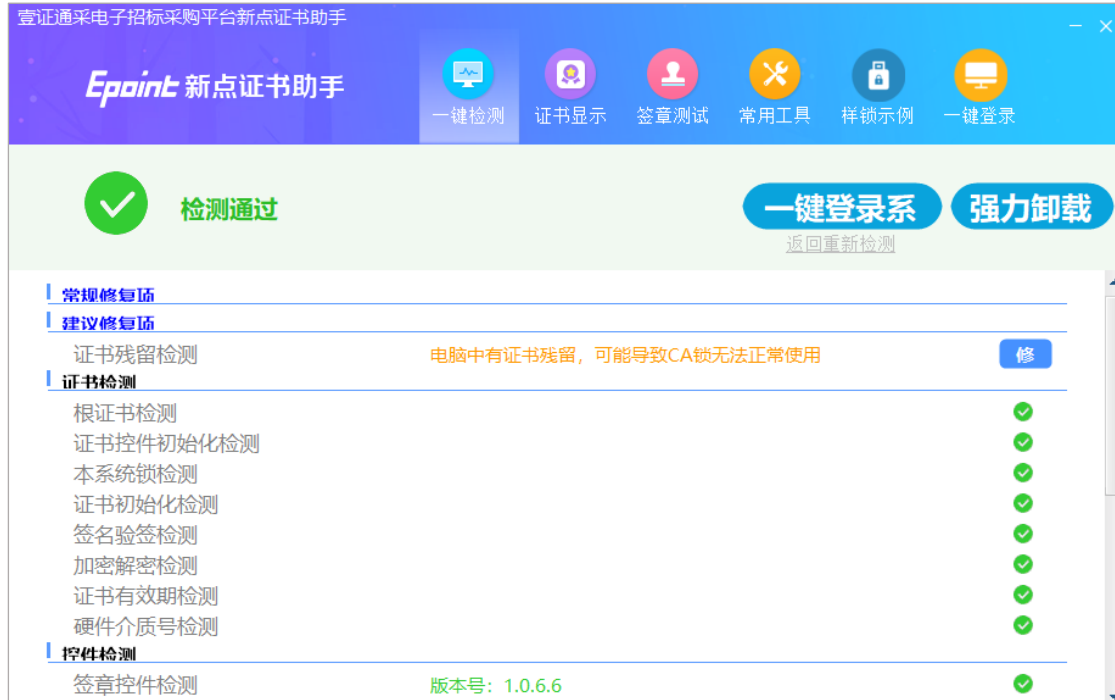 壹证通采电子招标采购平台新点证书助手
Epoint 新点证书助手
一键检测 证书显示 签章测试 常用工具 样锁示例 一键登录
检测通过
一键登录系 强力卸载
返回重新检测
常规修复项
建议修复项
证书残留检测 电脑中有证书残留，可能导致CA锁无法正常使用 修
证书检测
根证书检测
证书控件初始化检测
本系统锁检测
证书初始化检测
签名验签检测
加密解密检测
证书有效期检测
硬件介质号检测
控件检测
签章控件检测 版本号：1.0.6.6